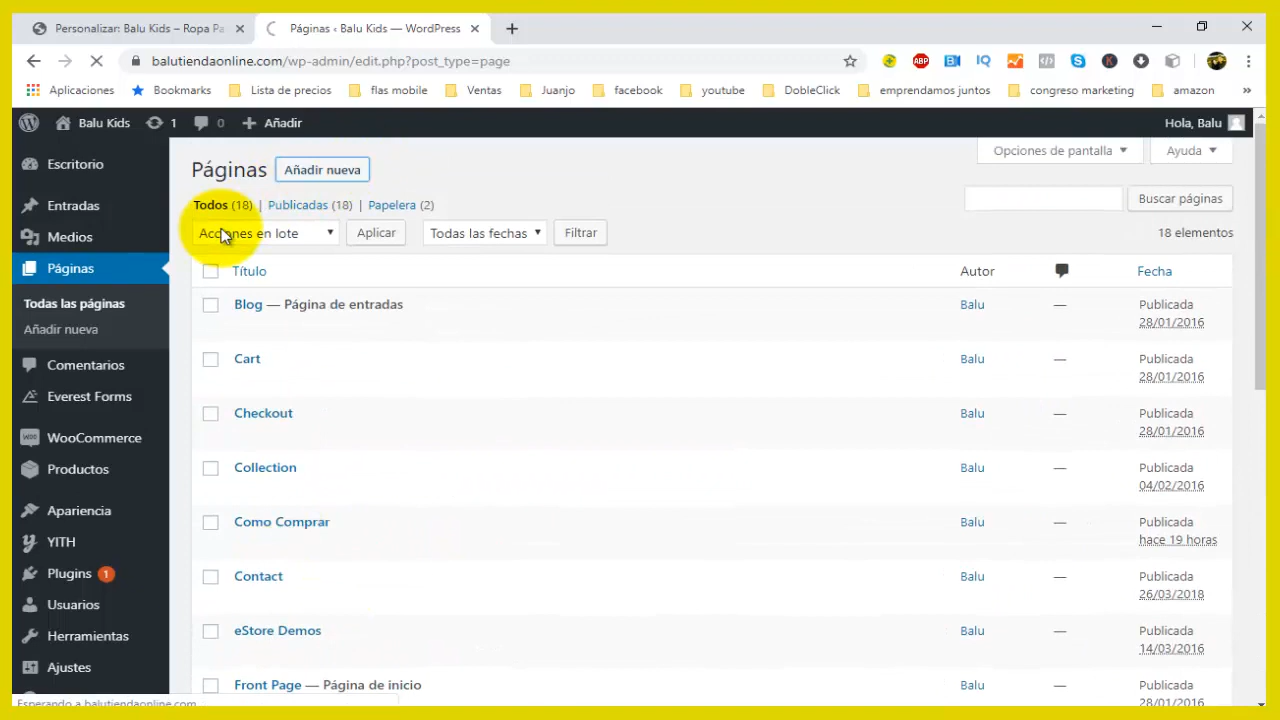 Personalizar: Balu Kids – Ropa Pa
Páginas ‹ Balu Kids — WordPress
balutiendaonline.com/wp-admin/edit.php?post_type=page
ABP
IQ
K
Aplicaciones
Bookmarks
Lista de precios
flas mobile
Ventas
Juanjo
facebook
youtube
DobleClick
emprendamos juntos
congreso marketing
amazon
»
Balu Kids
1
0
Añadir
Hola, Balu
Escritorio
Entradas
Medios
Páginas
Todas las páginas
Añadir nueva
Comentarios
Everest Forms
WooCommerce
Productos
Apariencia
YITH
Plugins 1
Usuarios
Herramientas
Ajustes
Páginas
Añadir nueva
Opciones de pantalla
Ayuda
Todos (18) | Publicadas (18) | Papelera (2)
Buscar páginas
Acciones en lote
Aplicar
Todas las fechas
Filtrar
18 elementos
Título Autor Fecha
Blog — Página de entradas Balu — Publicada
28/01/2016
Cart Balu — Publicada
28/01/2016
Checkout Balu — Publicada
28/01/2016
Collection Balu — Publicada
04/02/2016
Como Comprar Balu — Publicada
hace 19 horas
Contact Balu — Publicada
26/03/2018
eStore Demos Balu — Publicada
14/03/2016
Front Page — Página de inicio Balu — Publicada
28/01/2016
Esperando a balutiendaonline.com